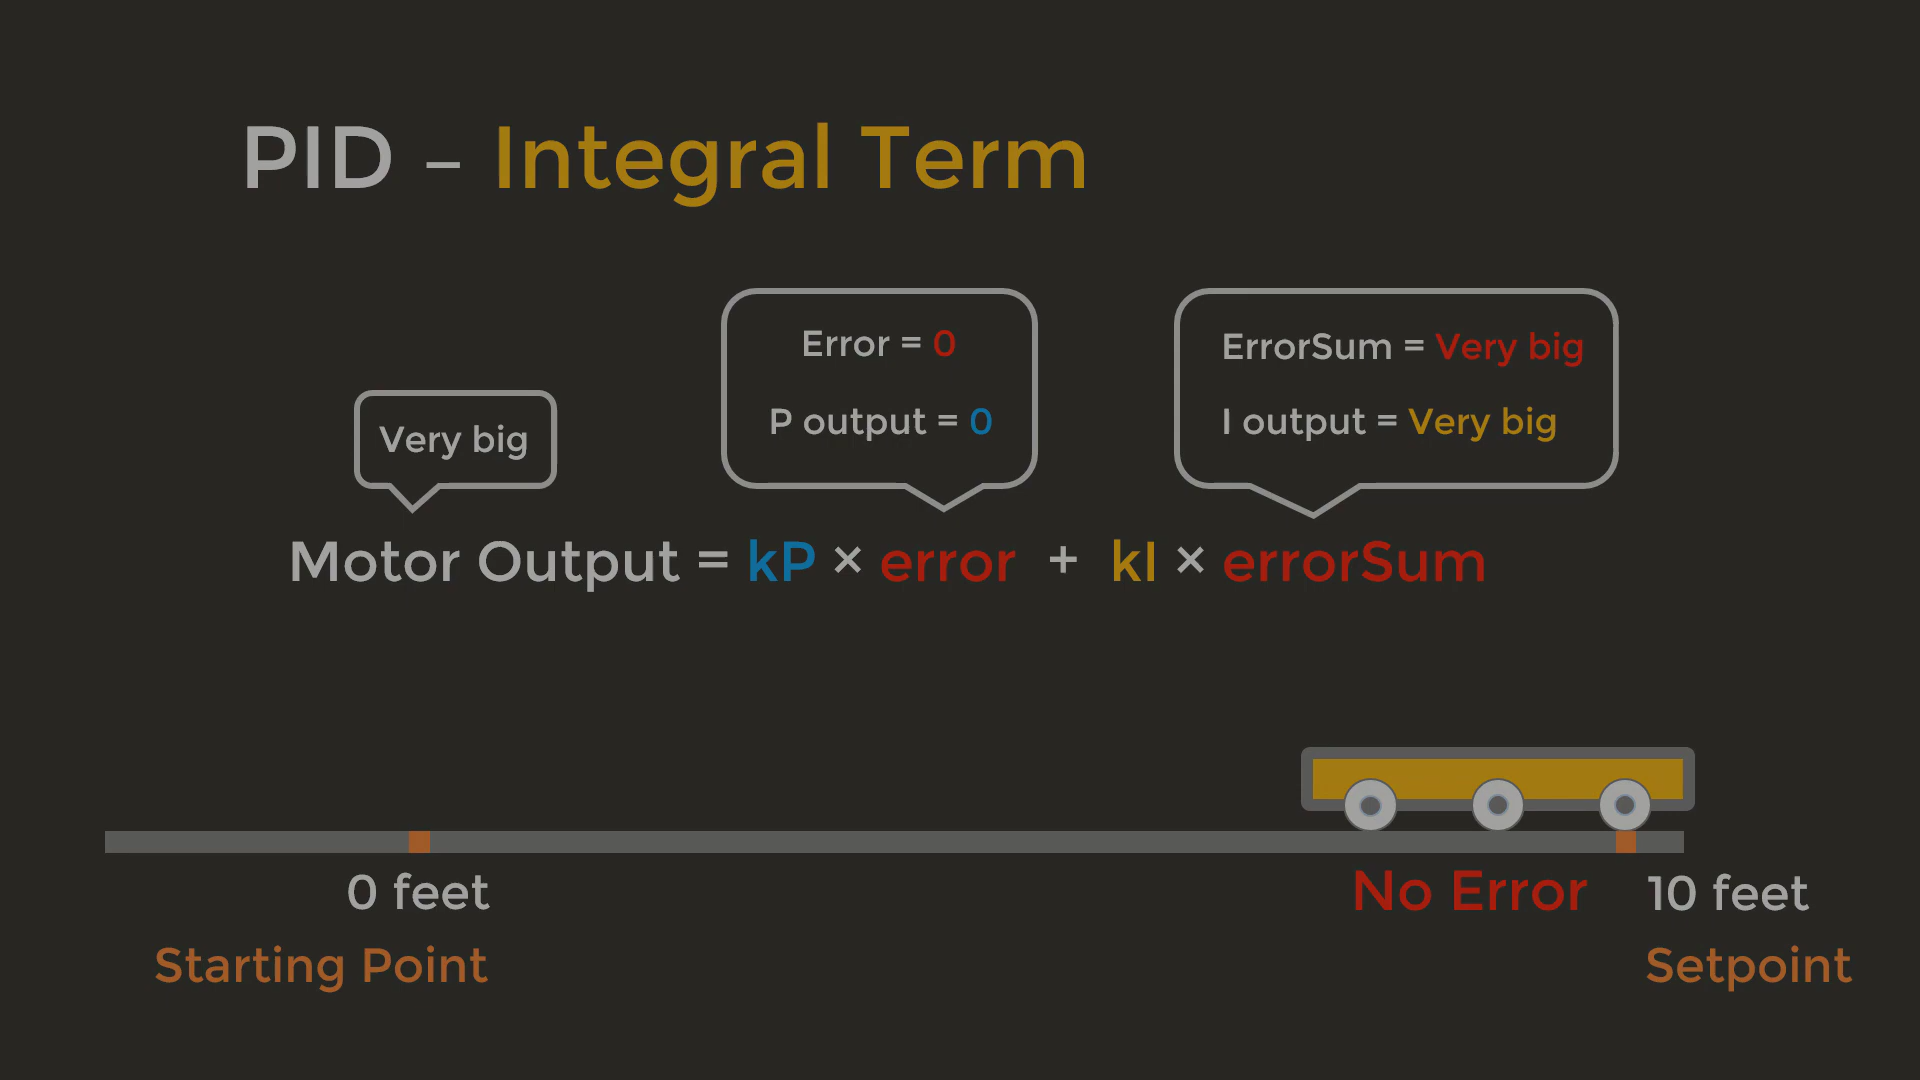 PID – Integral Term
Error = 0
P output = 0
ErrorSum = Very big
I output = Very big
Very big
Motor Output = kP × error + kI × errorSum
0 feet
Starting Point
No Error
10 feet
Setpoint